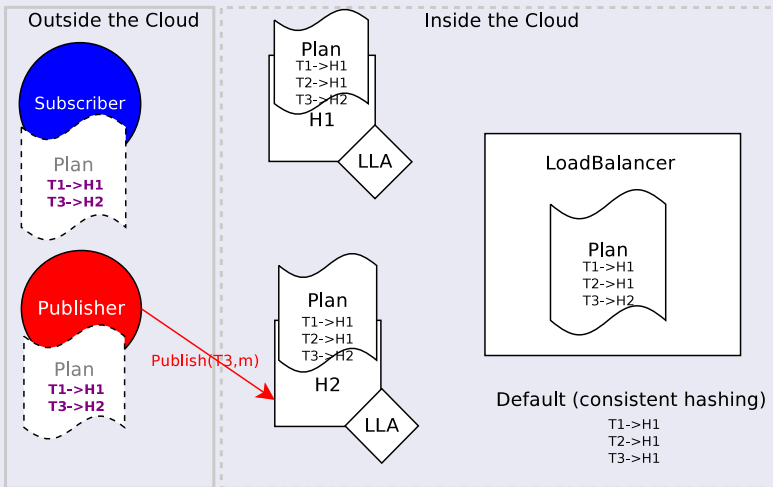 Outside the Cloud
Subscriber
Plan
T1->H1
T3->H2
Publisher
Plan
T1->H1
T3->H2
Publish(T3,m)
Inside the Cloud
Plan
T1->H1
T2->H1
T3->H2
H1
LLA
Plan
T1->H1
T2->H1
T3->H2
H2
LLA
LoadBalancer
Plan
T1->H1
T2->H1
T3->H2
Default (consistent hashing)
T1->H1
T2->H1
T3->H1